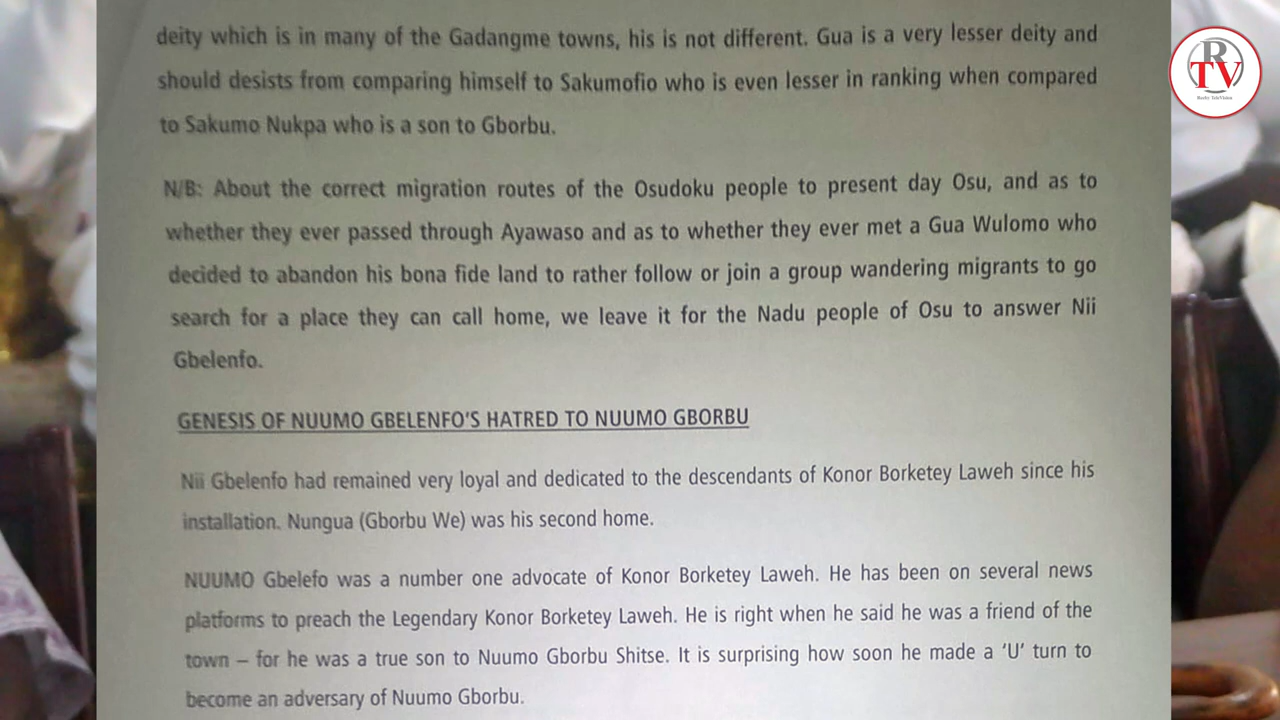 deity which is in many of the Gadangme towns, his is not different. Gua is a very lesser deity and
should desists from comparing himself to Sakumofio who is even lesser in ranking when compared
to Sakumo Nukpa who is a son to Gborbu.
N/B: About the correct migration routes of the Osudoku people to present day Osu, and as to
whether they ever passed through Ayawaso and as to whether they ever met a Gua Wulomo who
decided to abandon his bona fide land to rather follow or join a group wandering migrants to go
search for a place they can call home, we leave it for the Nadu people of Osu to answer Nii
Gbelenfo.
GENESIS OF NUUMO GBELENFO'S HATRED TO NUUMO GBORBU
Nii Gbelenfo had remained very loyal and dedicated to the descendants of Konor Borketey Laweh since his
installation. Nungua (Gborbu We) was his second home.
NUUMO Gbelefo was a number one advocate of Konor Borketey Laweh. He has been on several news
platforms to preach the Legendary Konor Borketey Laweh. He is right when he said he was a friend of the
town – for he was a true son to Nuumo Gborbu Shitse. It is surprising how soon he made a 'U' turn to
become an adversary of Nuumo Gborbu.
R
TV